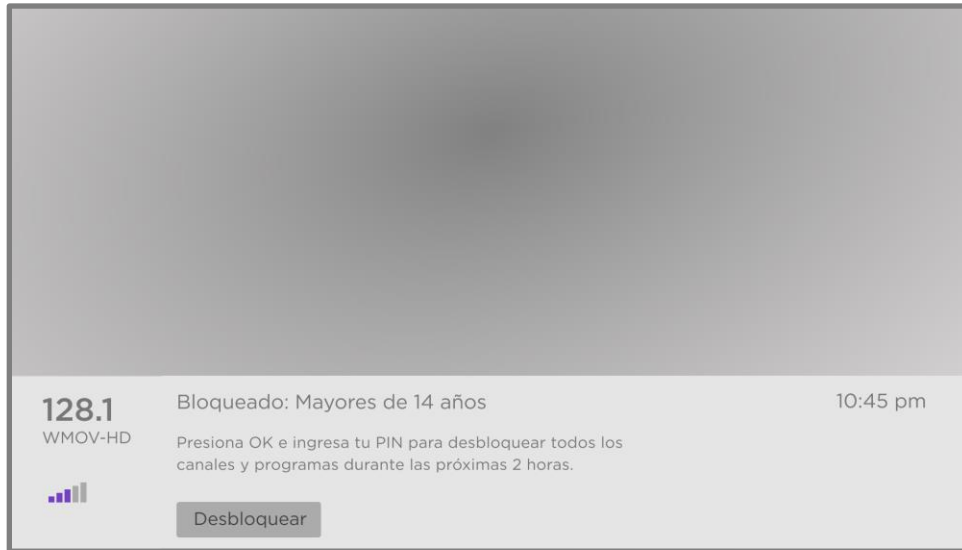 128.1
WMOV-HD
Bloqueado: Mayores de 14 años
10:45 pm
Presiona OK e ingresa tu PIN para desbloquear todos los
canales y programas durante las próximas 2 horas.
Desbloquear